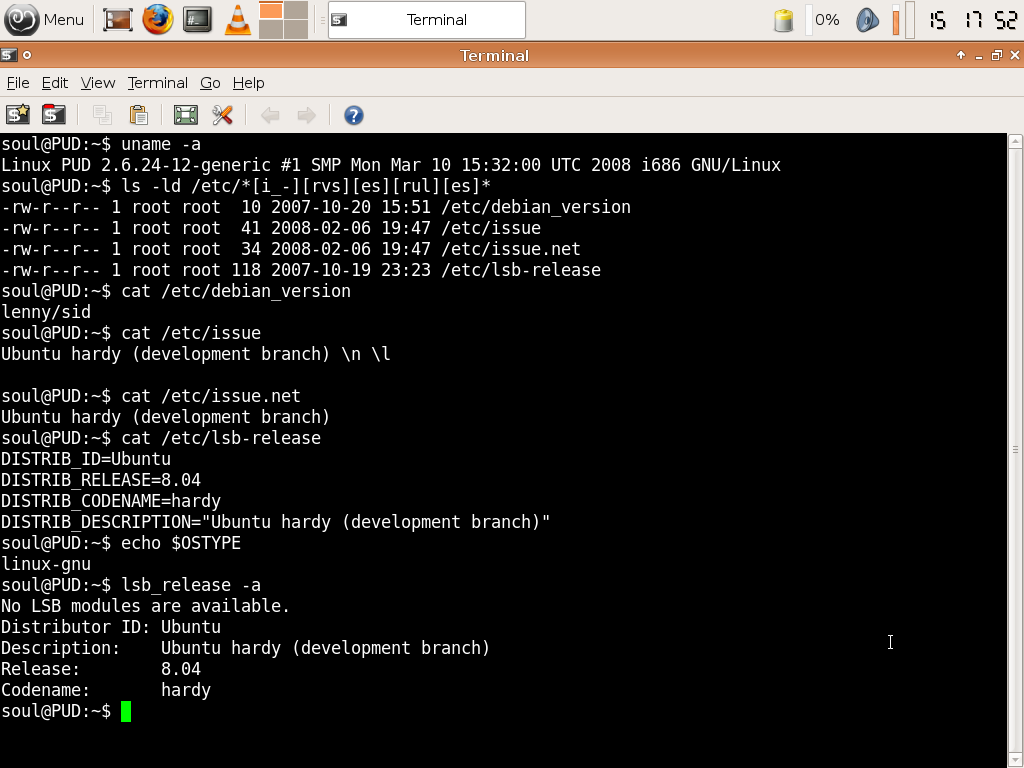 Menu
Terminal
0%
15 17 52
Terminal
File Edit View Terminal Go Help
soul@PUD:~$ uname -a
Linux PUD 2.6.24-12-generic #1 SMP Mon Mar 10 15:32:00 UTC 2008 i686 GNU/Linux
soul@PUD:~$ ls -ld /etc/*[i_-][rvs][es][rul][es]*
-rw-r--r-- 1 root root  10 2007-10-20 15:51 /etc/debian_version
-rw-r--r-- 1 root root  41 2008-02-06 19:47 /etc/issue
-rw-r--r-- 1 root root  34 2008-02-06 19:47 /etc/issue.net
-rw-r--r-- 1 root root 118 2007-10-19 23:23 /etc/lsb-release
soul@PUD:~$ cat /etc/debian_version
lenny/sid
soul@PUD:~$ cat /etc/issue
Ubuntu hardy (development branch) \n \l
soul@PUD:~$ cat /etc/issue.net
Ubuntu hardy (development branch)
soul@PUD:~$ cat /etc/lsb-release
DISTRIB_ID=Ubuntu
DISTRIB_RELEASE=8.04
DISTRIB_CODENAME=hardy
DISTRIB_DESCRIPTION="Ubuntu hardy (development branch)"
soul@PUD:~$ echo $OSTYPE
linux-gnu
soul@PUD:~$ lsb_release -a
No LSB modules are available.
Distributor ID: Ubuntu
Description:    Ubuntu hardy (development branch)
Release:        8.04
Codename:       hardy
soul@PUD:~$